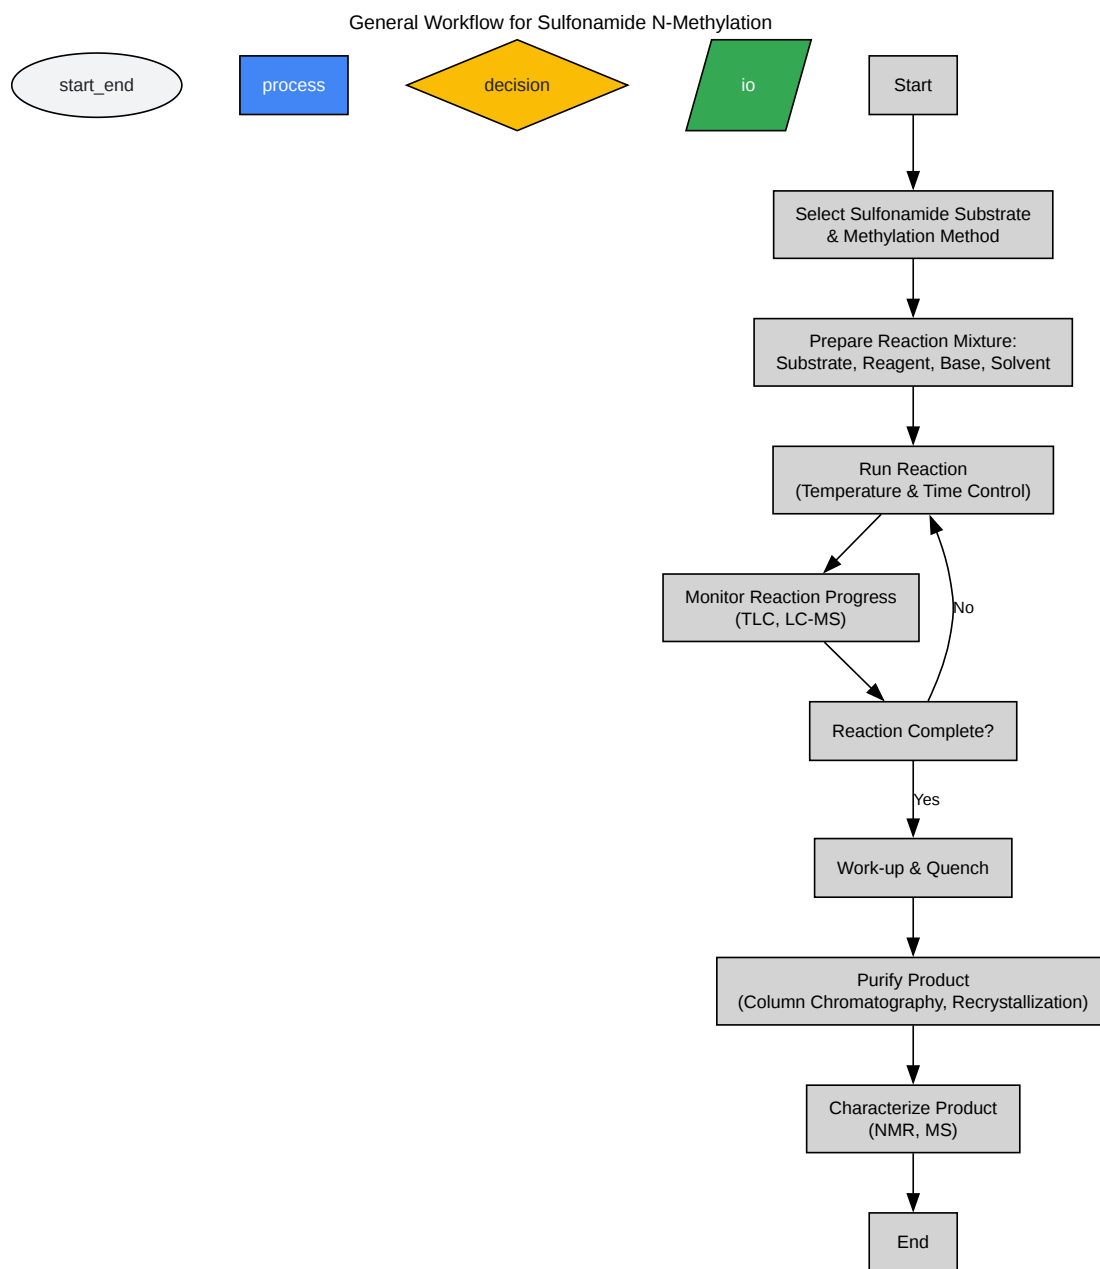 General Workflow for Sulfonamide N-Methylation
start_end
process
decision
io
Start
Select Sulfonamide Substrate
& Methylation Method
Prepare Reaction Mixture:
Substrate, Reagent, Base, Solvent
Run Reaction
(Temperature & Time Control)
Monitor Reaction Progress
(TLC, LC-MS)
No
Reaction Complete?
Yes
Work-up & Quench
Purify Product
(Column Chromatography, Recrystallization)
Characterize Product
(NMR, MS)
End